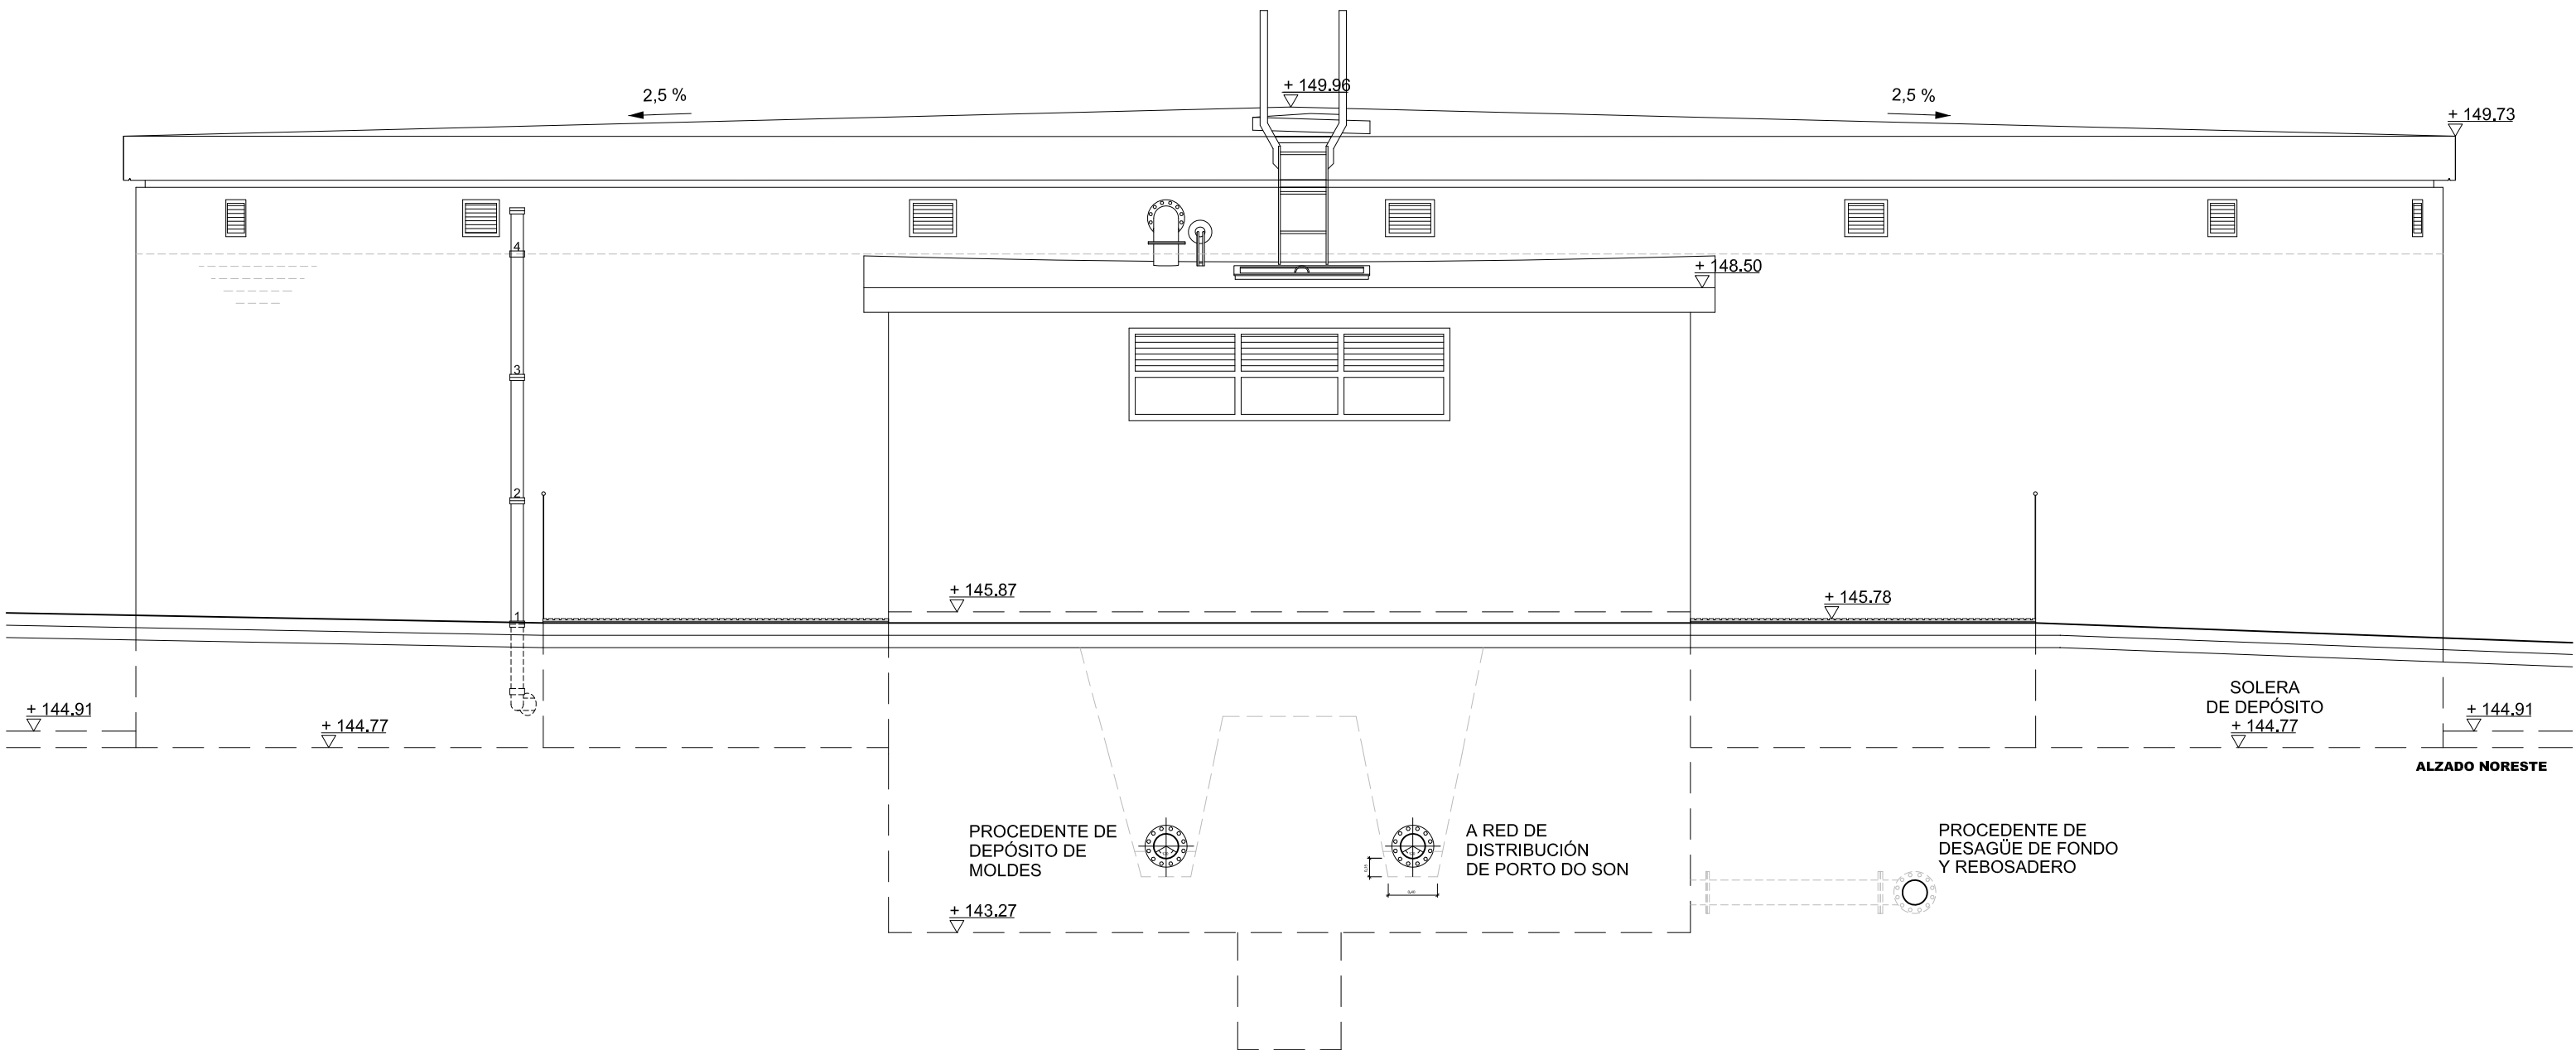 2,5 %
+ 149.96
2,5 %
+ 149.73
4
+ 148.50
3
2
+ 145.87
+ 145.78
1
+ 144.91
+ 144.77
SOLERA
DE DEPÓSITO
+ 144.77
+ 144.91
ALZADO NORESTE
PROCEDENTE DE
DEPÓSITO DE
MOLDES
A RED DE
DISTRIBUCIÓN
DE PORTO DO SON
PROCEDENTE DE
DESAGÜE DE FONDO
Y REBOSADERO
+ 143.27